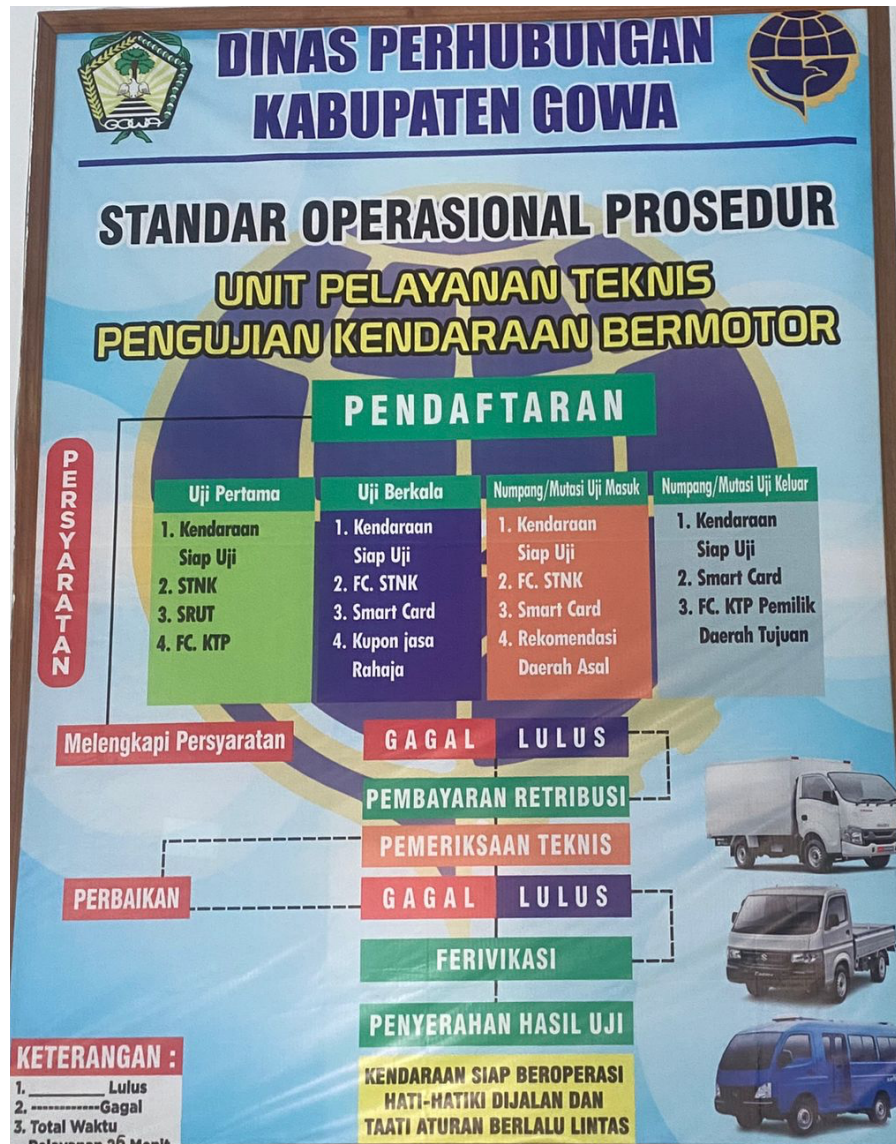 GOWA
DINAS PERHUBUNGAN
KABUPATEN GOWA
STANDAR OPERASIONAL PROSEDUR
UNIT PELAYANAN TEKNIS
PENGUJIAN KENDARAAN BERMOTOR
PENDAFTARAN
PERSYARATAN
Uji Pertama
1. Kendaraan
Siap Uji
2. STNK
3. SRUT
4. FC. KTP
Uji Berkala
1. Kendaraan
Siap Uji
2. FC. STNK
3. Smart Card
4. Kupon jasa
Rahaja
Numpang/Mutasi Uji Masuk
1. Kendaraan
Siap Uji
2. FC. STNK
3. Smart Card
4. Rekomendasi
Daerah Asal
Numpang/Mutasi Uji Keluar
1. Kendaraan
Siap Uji
2. Smart Card
3. FC. KTP Pemilik
Daerah Tujuan
Melengkapi Persyaratan
GAGAL LULUS
PEMBAYARAN RETRIBUSI
PEMERIKSAAN TEKNIS
PERBAIKAN
GAGAL LULUS
FERIVIKASI
PENYERAHAN HASIL UJI
KENDARAAN SIAP BEROPERASI
HATI-HATIKI DIJALAN DAN
TAATI ATURAN BERLALU LINTAS
KETERANGAN :
1. __________ Lulus
2. ------------Gagal
3. Total Waktu
Pelayanan 26 Menit